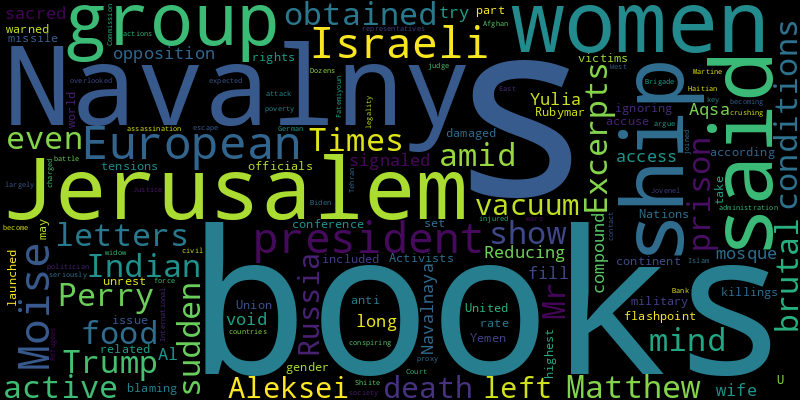 sacred
group
obtained
try
part
women
Commission
actions
Afghan
warned
missile
opposition
rights
Israeli
representatives
victims
West
conditions
Navalny
s
world
Dozens
judge
Brigade
Martine
Haitian
said
overlooked
expected
attack
poverty
Fatemiyoun
legality
East
Yulia
Rubymar
ignoring
accuse
ship
joined
key
becoming
crushing
Aqsa
argue
even
European
assassination
escape
German
Times
damaged
Excerpts
prison
battle
tensions
officials
signaled
amid
access
according
charged
Jerusalem
largely
Justice
Biden
Tehran
vacuum
Jovenel
take
administration
become
may
letters
conference
set
injured
Nations
contact
president
show
compound
Moïse
widow
civil
included
Activists
Reducing
continent
mosque
brutal
countries
launched
politician
seriously
unrest
force
Indian
Russia
fill
Islam
Perry
International
sudden
books
Union
anti
Navalnaya
United
Mr
military
Bank
killings
issue
food
void
long
rate
Yemen
flashpoint
mind
related
Al
Trump
conspiring
proxy
highest
gender
Court
blaming
Shiite
society
U
active
Aleksei
death
left
Matthew
wife